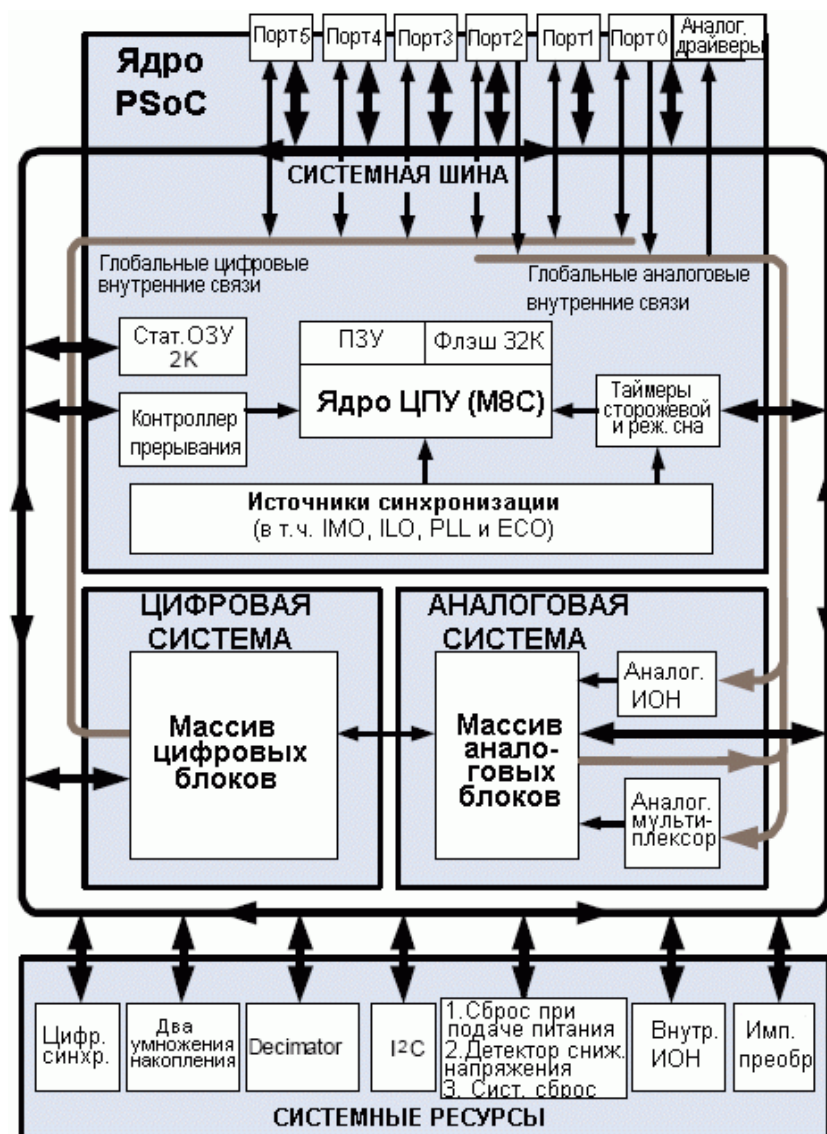 Порт5
Порт4
Порт3
Порт2
Порт1
Порт0
Аналог.
драйверы
Ядро
PSoC
СИСТЕМНАЯ ШИНА
Глобальные цифровые
внутренние связи
Глобальные аналоговые
внутренние связи
Стат.ОЗУ
2K
ПЗУ
Флэш 32К
Ядро ЦПУ (M8C)
Контроллер
прерывания
Таймеры
сторожевой
и реж. сна
Источники синхронизации
(в т.ч. IMO, ILO, PLL и ECO)
ЦИФРОВАЯ
СИСТЕМА
АНАЛОГОВАЯ
СИСТЕМА
Массив
цифровых
блоков
Массив
анало-
говых
блоков
Аналог.
ИОН
Аналог.
мульти-
плексор
Цифр.
синхр.
Два
умножения
накопления
Decimator
I2C
1.Сброс при
подаче питания
2.Детектор сниж.
напряжения
3. Сист. сброс
Внутр.
ИОН
Имп.
преобр
СИСТЕМНЫЕ РЕСУРСЫ